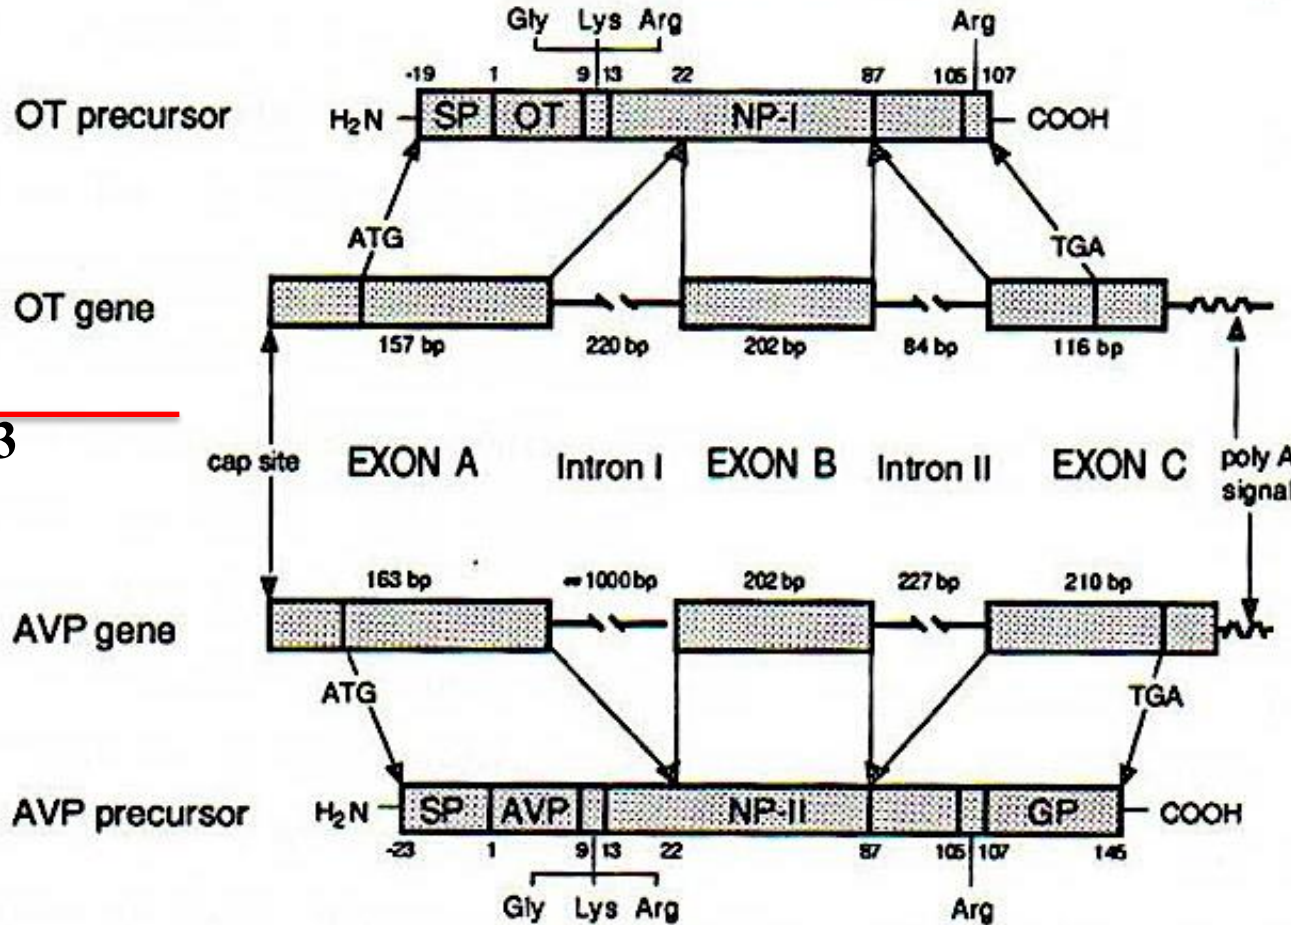 Gly Lys Arg Arg
-19 1 9 13 22 87 105 107
OT precursor H2N SP OT NP-I COOH
ATG TGA
OT gene
157 bp 220 bp 202 bp 84 bp 116 bp
3
cap site EXON A Intron I EXON B Intron II EXON C poly A
signal
163 bp ≈1000bp 202 bp 227 bp 210 bp
AVP gene
ATG TGA
AVP precursor H2N SP AVP NP-II GP COOH
-23 1 9 13 22 87 105 107 145
Gly Lys Arg Arg